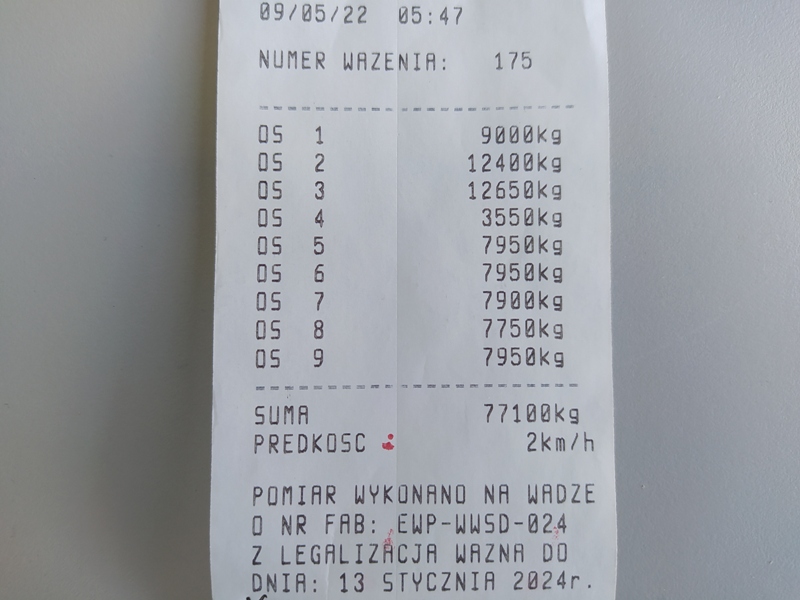 09/05/22 05:47
NUMER WAZENIA: 175
OS 1 9000kg
OS 2 12400kg
OS 3 12650kg
OS 4 3550kg
OS 5 7950kg
OS 6 7950kg
OS 7 7900kg
OS 8 7750kg
OS 9 7950kg
SUMA 77100kg
PREDKOSC 2km/h
POMIAR WYKONANO NA WADZE
O NR FAB: EWP-WWSD-024
Z LEGALIZACJA WAZNA DO
DNIA: 13 STYCZNIA 2024r.